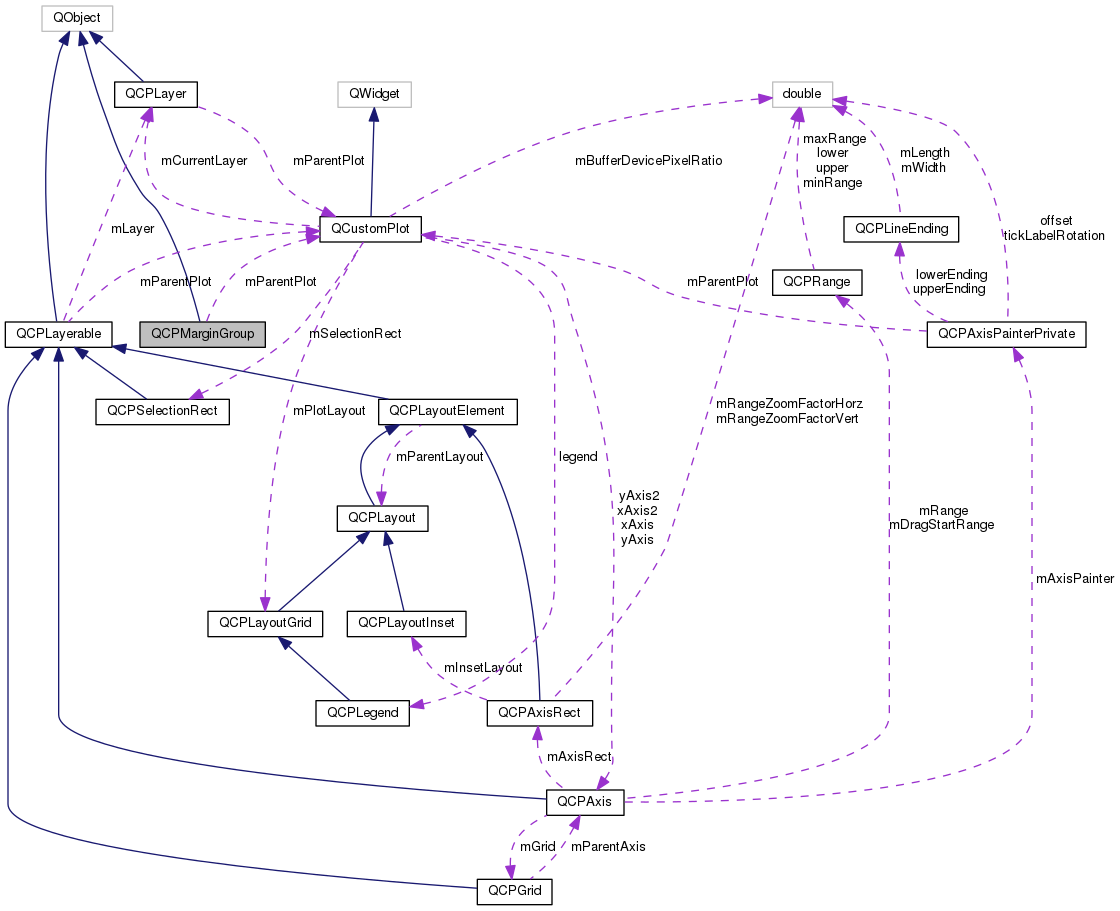 QObject
QCPLayer
QWidget
double
mCurrentLayer
mParentPlot
mBufferDevicePixelRatio
maxRange
lower
upper
minRange
mLength
mWidth
mLayer
QCustomPlot
QCPLineEnding
offset
tickLabelRotation
mParentPlot
mParentPlot
mParentPlot
QCPRange
lowerEnding
upperEnding
QCPLayerable
QCPMarginGroup
mSelectionRect
QCPAxisPainterPrivate
QCPSelectionRect
mPlotLayout
QCPLayoutElement
mRangeZoomFactorHorz
mRangeZoomFactorVert
mParentLayout
legend
yAxis2
xAxis2
xAxis
yAxis
mRange
mDragStartRange
QCPLayout
mAxisPainter
QCPLayoutGrid
QCPLayoutInset
mInsetLayout
QCPLegend
QCPAxisRect
mAxisRect
QCPAxis
mGrid
mParentAxis
QCPGrid